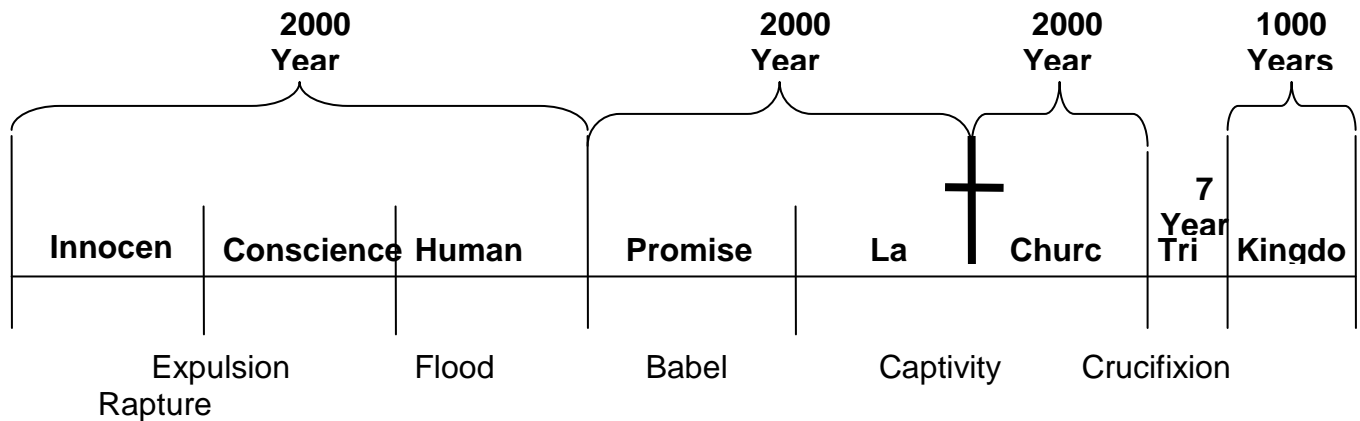 2000 2000 2000 1000
Year Year Year Years
7
Year
Innocen Conscience Human Promise La Churc Tri Kingdo
Expulsion Flood Babel Captivity Crucifixion
Rapture